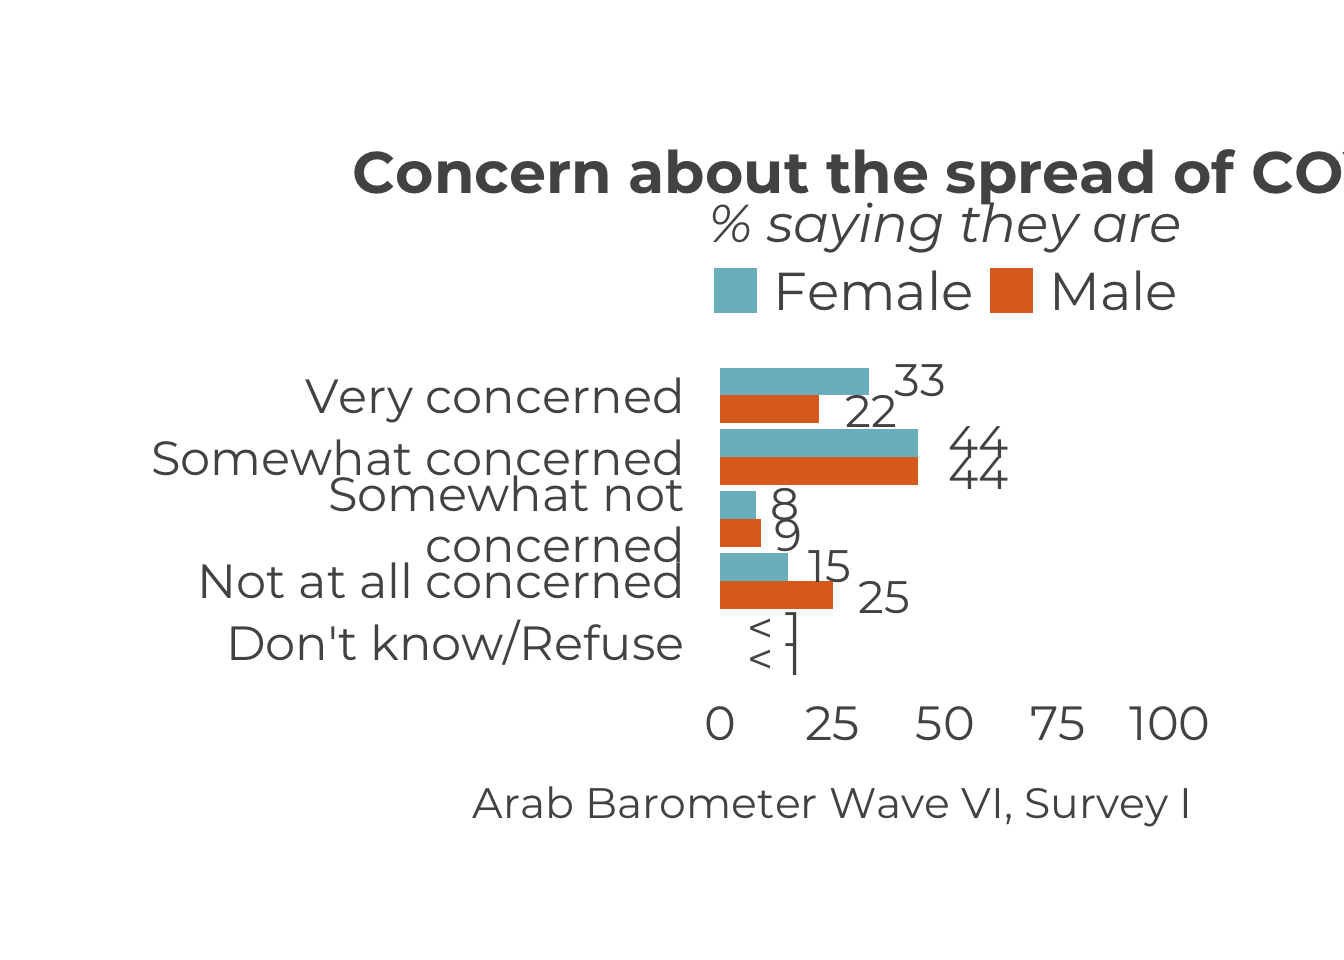 Concern about the spread of CO
% saying they are
Female Male
Very concerned 33
22
Somewhat concerned 44
44
Somewhat not
concerned 8
9
Not at all concerned 15
25
Don't know/Refuse < 1
< 1
0 25 50 75 100
Arab Barometer Wave VI, Survey I